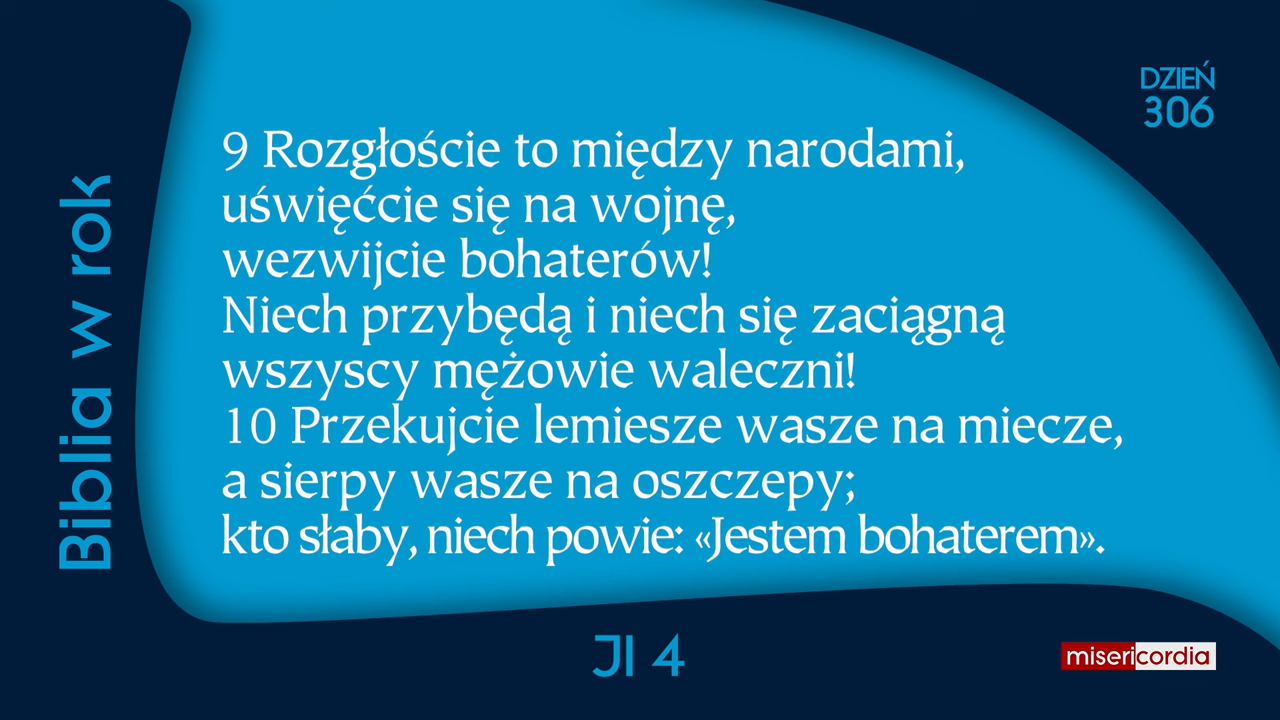 DZIEŃ
306
Biblia w rok
9 Rozgłoście to między narodami,
uświęćcie się na wojnę,
wezwijcie bohaterów!
Niech przybędą i niech się zaciągną
wszyscy mężowie waleczni!
10 Przekujcie lemiesze wasze na miecze,
a sierpy wasze na oszczepy;
kto słaby, niech powie: «Jestem bohaterem».
Jl 4
misericordia